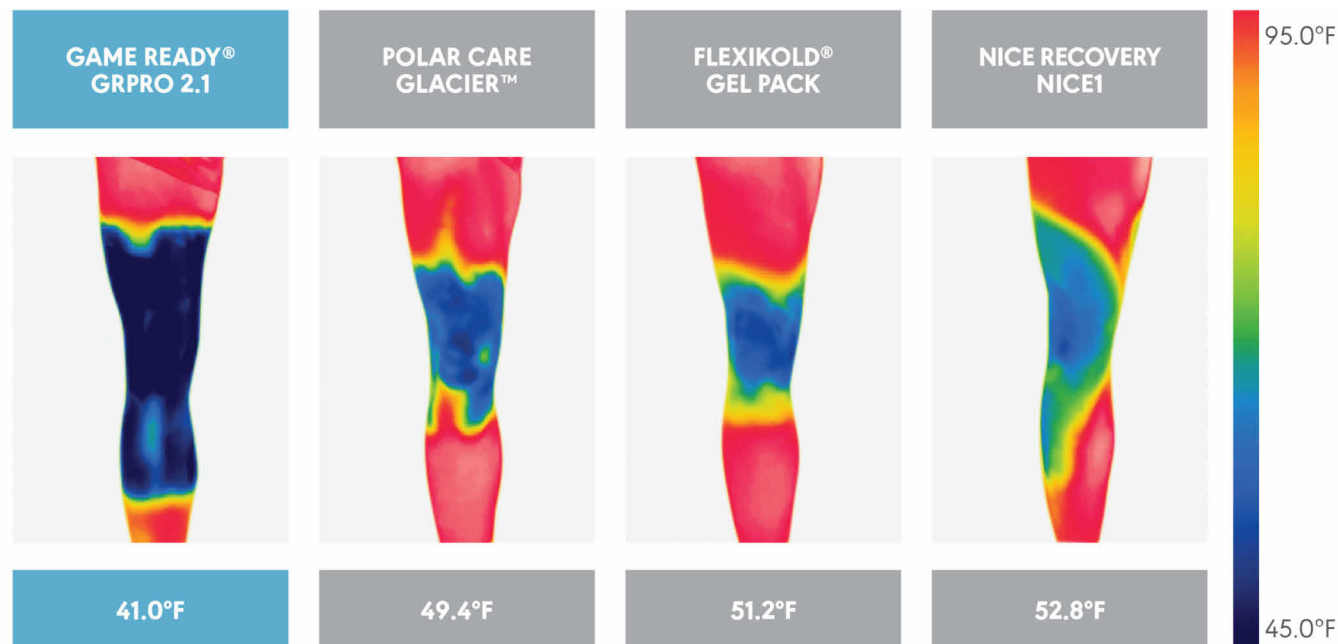 GAME READY®
GRPRO 2.1
POLAR CARE
GLACIER™
FLEXIKOLD®
GEL PACK
NICE RECOVERY
NICE1
95.0°F
41.0°F
49.4°F
51.2°F
52.8°F
45.0°F